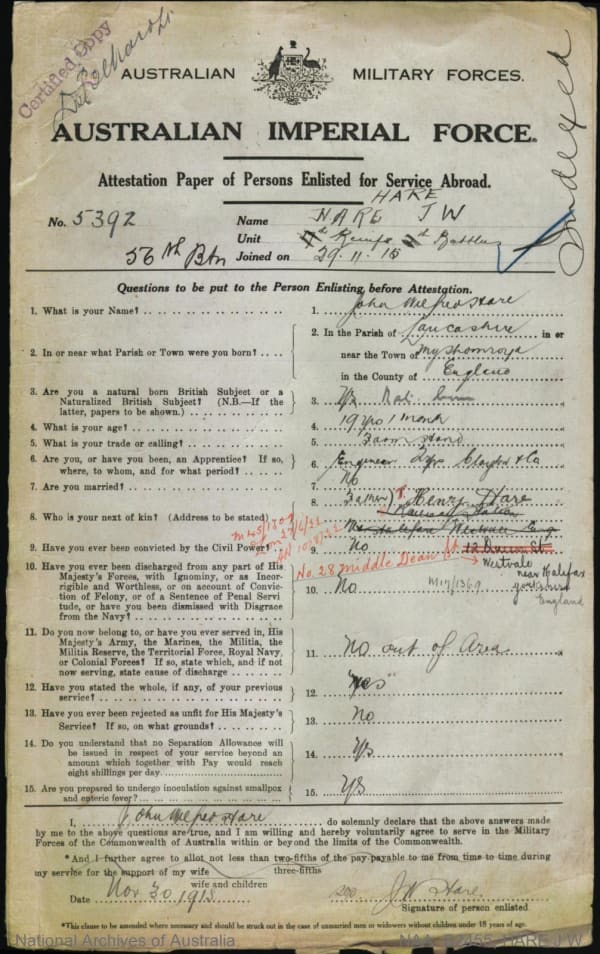 Certified Copy
AUSTRALIAN MILITARY FORCES.
Indexed
AUSTRALIAN IMPERIAL FORCE.
Attestation Paper of Persons Enlisted for Service Abroad.
HARE
No. 5392 Name HARE J W
56th Btn Unit
Joined on 29.11.15
Questions to be put to the Person Enlisting before Attestation.
1. What is your Name? 1. John Wilfred Hare
2. In or near what Parish or Town were you born? 2. In the Parish of Lancashire in or
near the Town of
in the County of England
3. Are you a natural born British Subject or a
Naturalized British Subject? (N.B.—If the
latter, papers to be shown.) 3. Yes
4. What is your age? 4. 19 yrs 1 month
5. What is your trade or calling? 5.
6. Are you, or have you been, an Apprentice? If so,
where, to whom, and for what period? 6. Engineer & Co
7. Are you married? No
8. Who is your next of kin? (Address to be stated) 8. Father) Henry Hare
Railway Station
Halifax Eng
9. Have you ever been convicted by the Civil Power? 9. No
No. 28 Middle Dean St.
Westvale
near Halifax
Yorkshire
England
10. Have you ever been discharged from any part of His
Majesty's Forces, with Ignominy, or as Incor-
rigible and Worthless, or on account of Convic-
tion of Felony, or of a Sentence of Penal Servi
tude, or have you been dismissed with Disgrace
from the Navy? 10. No
11. Do you now belong to, or have you ever served in, His
Majesty's Army, the Marines, the Militia, the
Militia Reserve, the Territorial Force, Royal Navy,
or Colonial Forces? If so, state which, and if not
now serving, state cause of discharge 11. No out of Area
12. Have you stated the whole, if any, of your previous
service? 12. "Yes"
13. Have you ever been rejected as unfit for His Majesty's
Service? If so, on what grounds? 13. No
14. Do you understand that no Separation Allowance will
be issued in respect of your service beyond an
amount which together with Pay would reach
eight shillings per day 14. Yes
15. Are you prepared to undergo inoculation against smallpox
and enteric fever? 15. Yes
I, John Wilfred Hare do solemnly declare that the above answers made
by me to the above questions are true, and I am willing and hereby voluntarily agree to serve in the Military
Forces of the Commonwealth of Australia within or beyond the limits of the Commonwealth.
*And I further agree to allot not less than two-fifths of the pay payable to me from time to time during
three-fifths
my service for the support of my wife
wife and children
Date Nov 30 1915 J W Hare
Signature of person enlisted
*This clause to be amended where necessary and should be struck out in the case of unmarried men or widowers without children under 18 years of age.
National Archives of Australia NAA: B2455, HARE J W